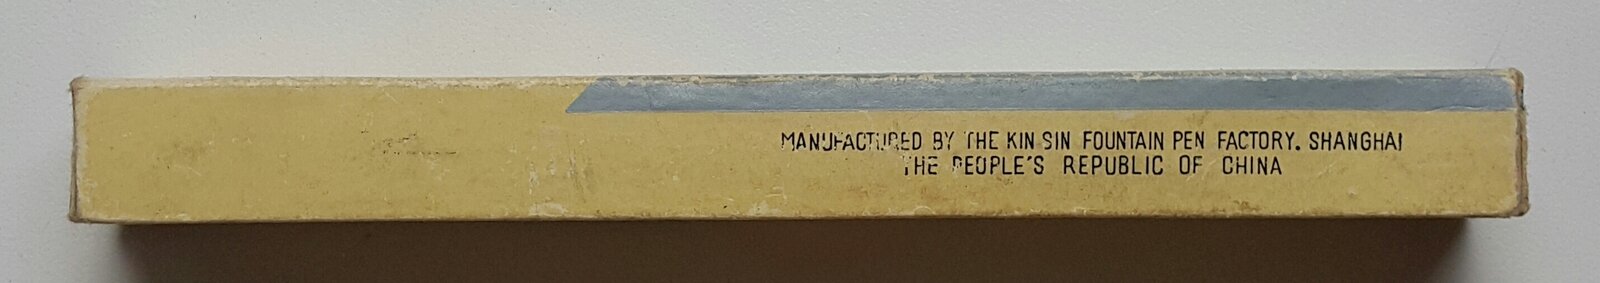 MANUFACTURED BY THE KIN SIN FOUNTAIN PEN FACTORY. SHANGHAI
THE PEOPLE'S REPUBLIC OF CHINA